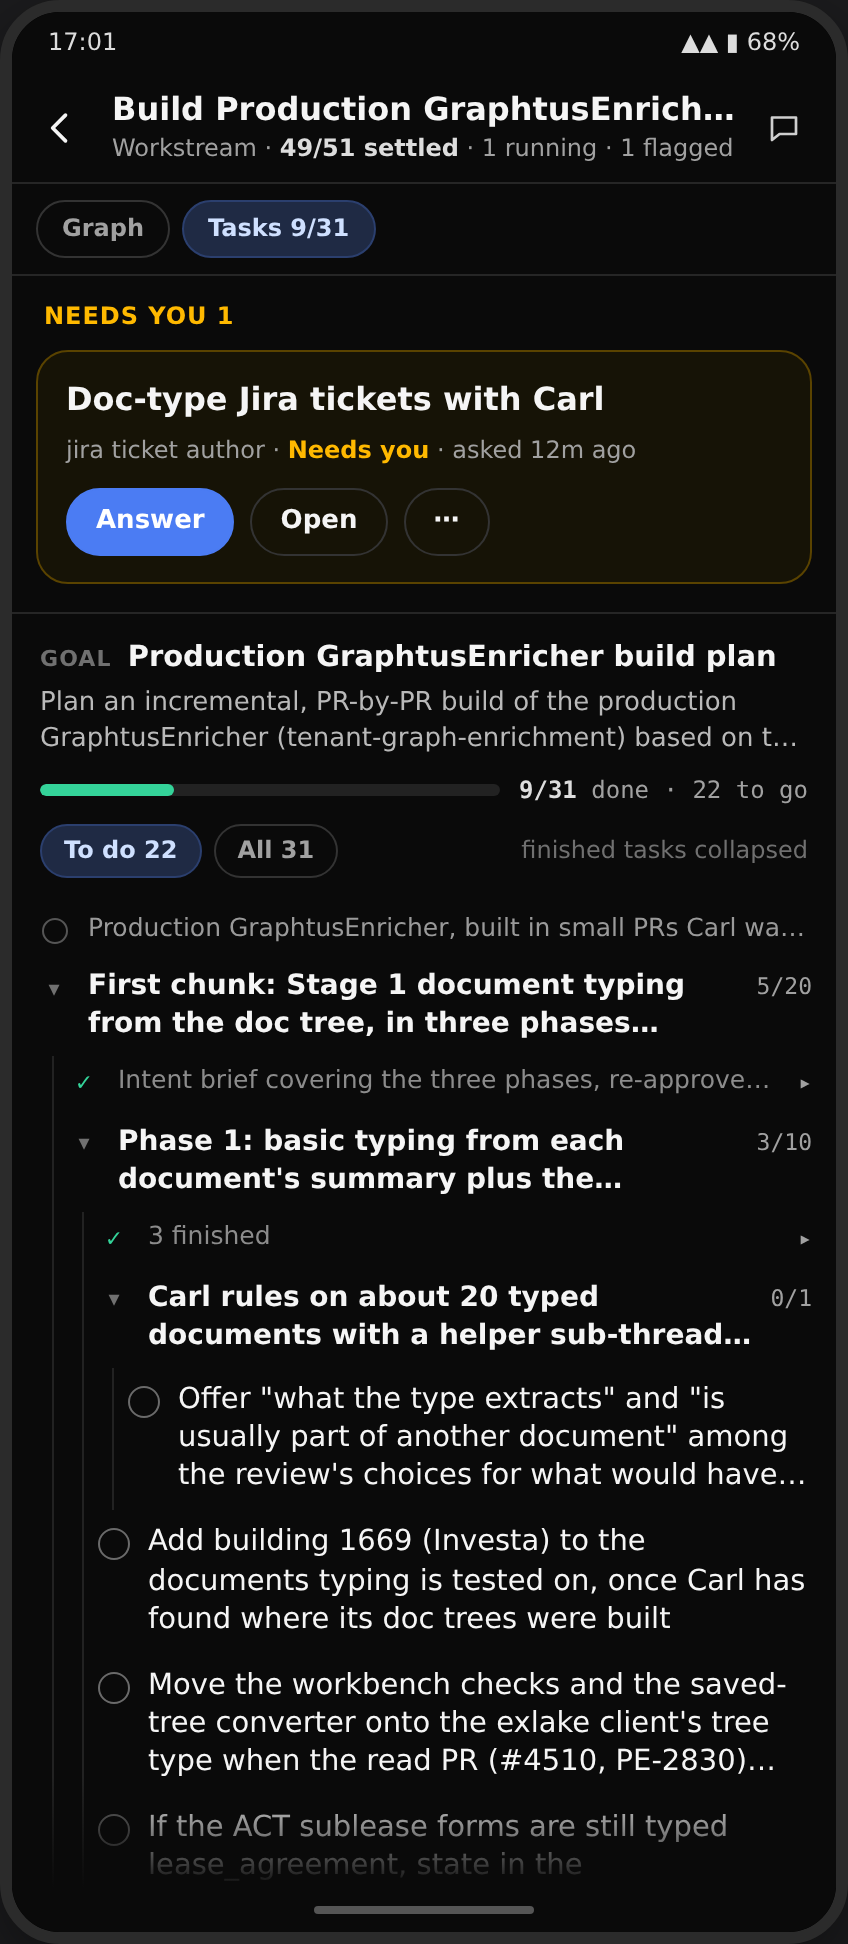 17:01
68%
Build Production GraphtusEnrich…
Workstream · 49/51 settled · 1 running · 1 flagged
Graph
Tasks 9/31
NEEDS YOU 1
Doc-type Jira tickets with Carl
jira ticket author · Needs you · asked 12m ago
Answer
Open
···
GOAL Production GraphtusEnricher build plan
Plan an incremental, PR-by-PR build of the production
GraphtusEnricher (tenant-graph-enrichment) based on t…
9/31 done · 22 to go
To do 22
All 31
finished tasks collapsed
Production GraphtusEnricher, built in small PRs Carl wa…
First chunk: Stage 1 document typing
from the doc tree, in three phases…
5/20
Intent brief covering the three phases, re-approve…
Phase 1: basic typing from each
document's summary plus the…
3/10
3 finished
Carl rules on about 20 typed
documents with a helper sub-thread…
0/1
Offer "what the type extracts" and "is
usually part of another document" among
the review's choices for what would have…
Add building 1669 (Investa) to the
documents typing is tested on, once Carl has
found where its doc trees were built
Move the workbench checks and the saved-
tree converter onto the exlake client's tree
type when the read PR (#4510, PE-2830)…
If the ACT sublease forms are still typed
lease_agreement, state in the